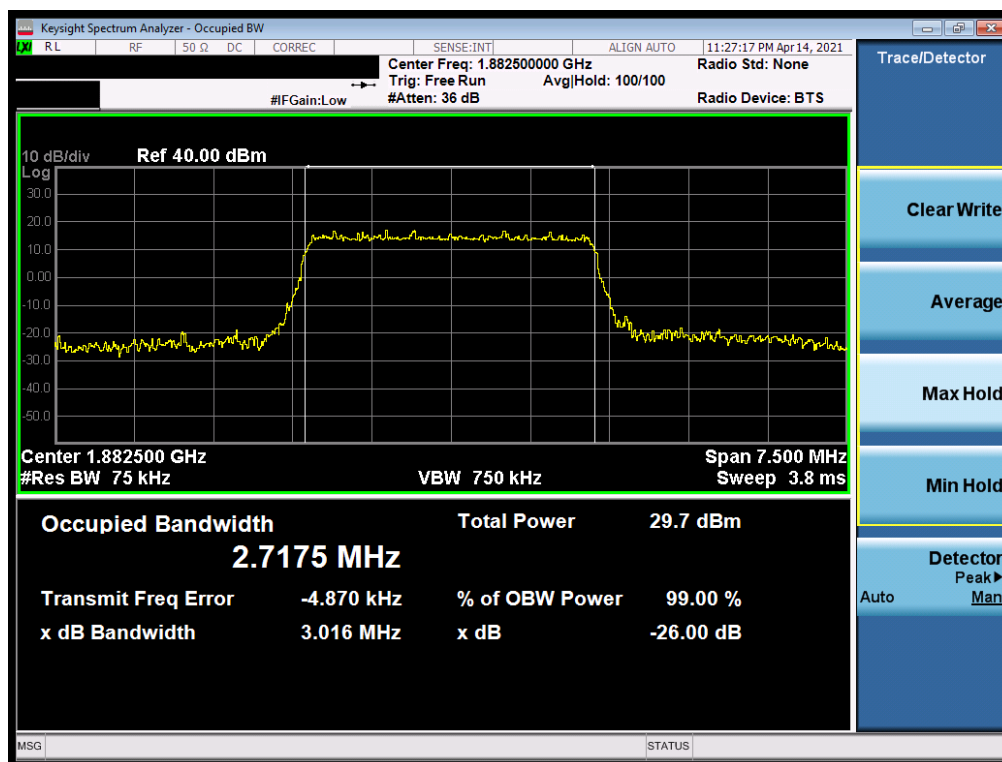 Keysight Spectrum Analyzer - Occupied BW
LXI RL RF 50 Ω DC CORREC SENSE:INT ALIGN AUTO 11:27:17 PM Apr 14, 2021
Center Freq: 1.882500000 GHz Radio Std: None
Trig: Free Run Avg|Hold: 100/100
#IFGain:Low #Atten: 36 dB Radio Device: BTS
10 dB/div Ref 40.00 dBm
Log
30.0
20.0
10.0
0.00
-10.0
-20.0
-30.0
-40.0
-50.0
Center 1.882500 GHz Span 7.500 MHz
#Res BW 75 kHz VBW 750 kHz Sweep 3.8 ms
Occupied Bandwidth Total Power 29.7 dBm
2.7175 MHz
Transmit Freq Error -4.870 kHz % of OBW Power 99.00 %
x dB Bandwidth 3.016 MHz x dB -26.00 dB
MSG STATUS
Trace/Detector
Clear Write
Average
Max Hold
Min Hold
Detector
Peak▶
Auto Man